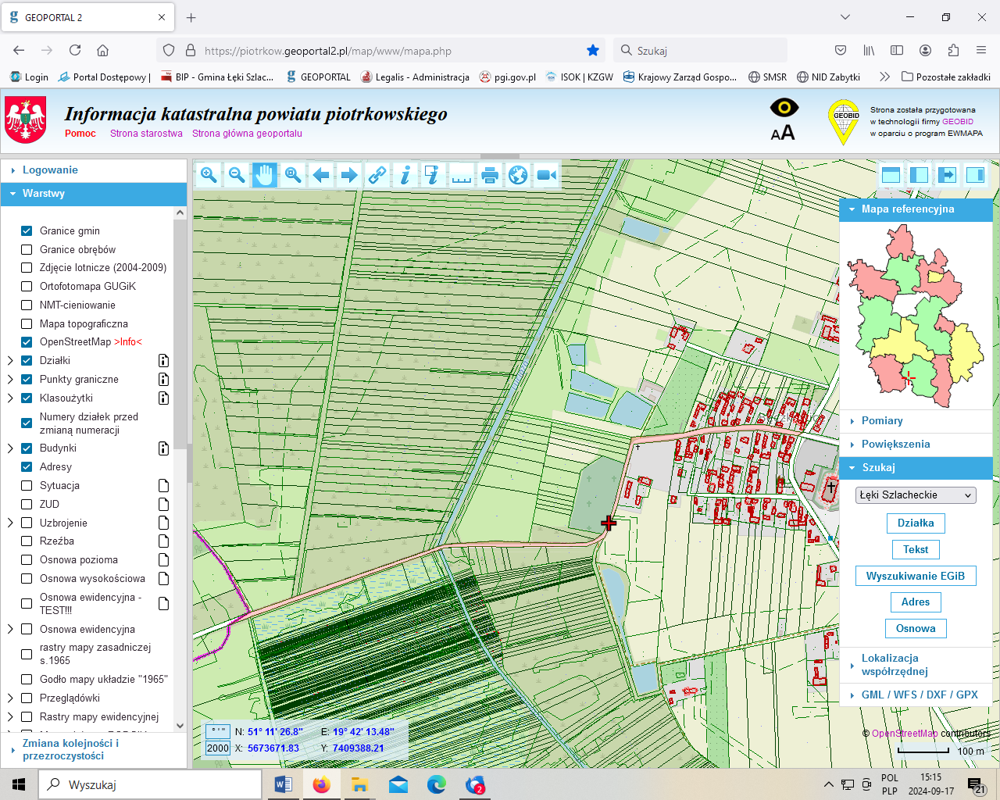 GEOPORTAL 2
https://piotrkow.geoportal2.pl/map/www/mapa.php
Szukaj
Login
Portal Dostępowy |
BIP - Gmina Łęki Szlac...
GEOPORTAL
Legalis - Administracja
pgi.gov.pl
ISOK | KZGW
Krajowy Zarząd Gospo...
SMSR
NID Zabytki
Pozostałe zakładki
Informacja katastralna powiatu piotrkowskiego
Pomoc Strona starostwa Strona główna geoportalu
AA
GEOBID
Strona została przygotowana
w technologii firmy GEOBID
w oparciu o program EWMAPA
Logowanie
Warstwy
Granice gmin
Granice obrębów
Zdjęcie lotnicze (2004-2009)
Ortofotomapa GUGiK
NMT-cieniowanie
Mapa topograficzna
OpenStreetMap >Info<
Działki
Punkty graniczne
Klasoużytki
Numery działek przed
zmianą numeracji
Budynki
Adresy
Sytuacja
ZUD
Uzbrojenie
Rzeźba
Osnowa pozioma
Osnowa wysokościowa
Osnowa ewidencyjna -
TEST!!!
Osnowa ewidencyjna
rastry mapy zasadniczej
s.1965
Godło mapy układzie "1965"
Przeglądówki
Rastry mapy ewidencyjnej
Zmiana kolejności i
przezroczystości
Mapa referencyjna
Pomiary
Powiększenia
Szukaj
Łęki Szlacheckie
Działka
Tekst
Wyszukiwanie EGiB
Adres
Osnowa
Lokalizacja
współrzędnej
GML / WFS / DXF / GPX
° ' "
N: 51° 11' 26.8" E: 19° 42' 13.48"
2000
X: 5673671.83 Y: 7409388.21
© OpenStreetMap contributors
100 m
Wyszukaj
2
POL
PLP
15:15
2024-09-17
21